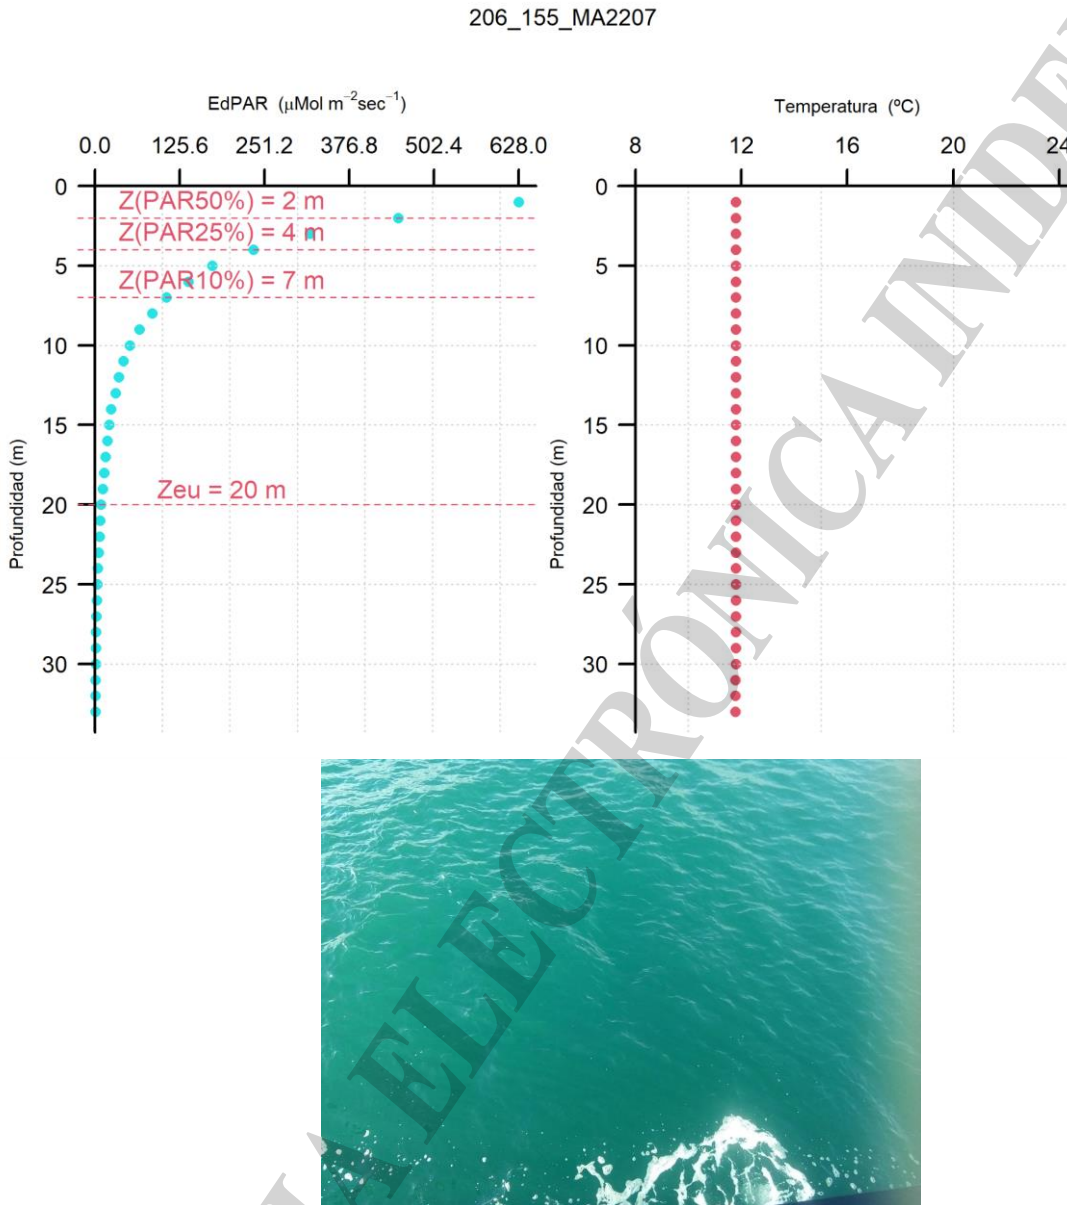 206_155_MA2207
EdPAR (μMol m⁻²sec⁻¹)
0.0 125.6 251.2 376.8 502.4 628.0
0
5
10
15
20
25
30
Profundidad (m)
Z(PAR50%) = 2 m
Z(PAR25%) = 4 m
Z(PAR10%) = 7 m
Zeu = 20 m
Temperatura (ºC)
8 12 16 20 24
0
5
10
15
20
25
30
Profundidad (m)
A ELECTRÓNICA INIDE